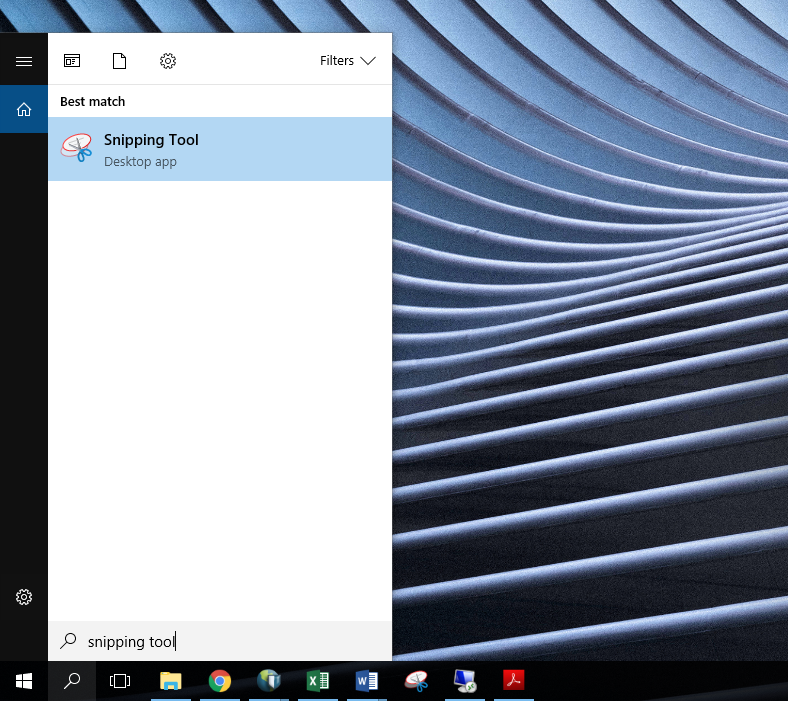 Filters
Best match
Snipping Tool
Desktop app
snipping tool